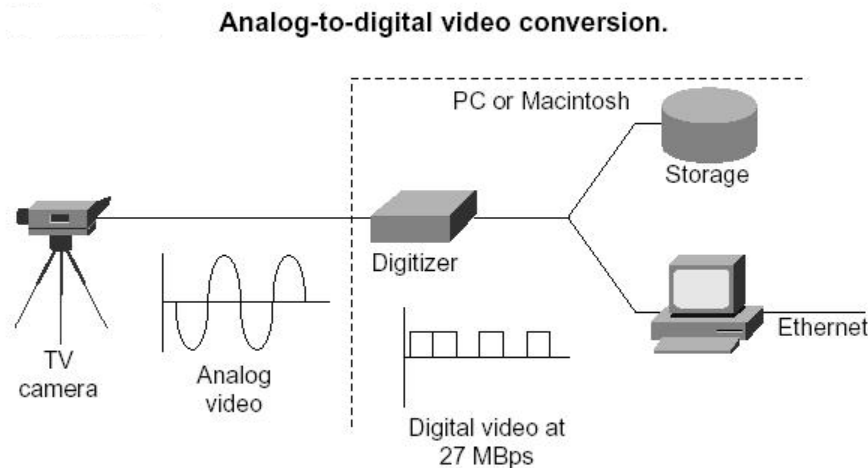 Analog-to-digital video conversion.
PC or Macintosh
Storage
Digitizer
Ethernet
TV
camera
Analog
video
Digital video at
27 MBps